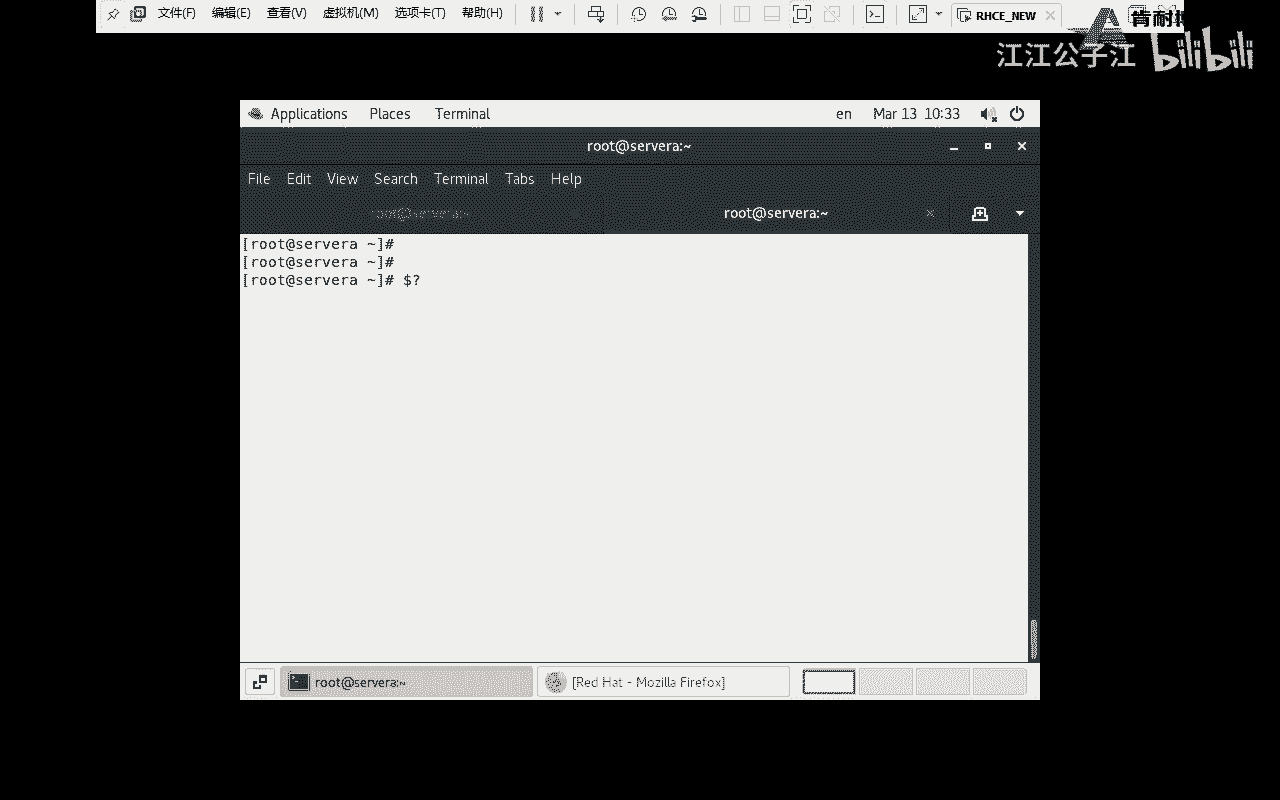 文件(F) 编辑(E) 查看(V) 虚拟机(M) 选项卡(T) 帮助(H) RHCE_NEW
肯耐
江江公子江 bilibili
Applications Places Terminal en Mar 13 10:33
root@servera:~
File Edit View Search Terminal Tabs Help
root@servera:~ root@servera:~
[root@servera ~]#
[root@servera ~]#
[root@servera ~]# $?
root@servera:~ [Red Hat - Mozilla Firefox]